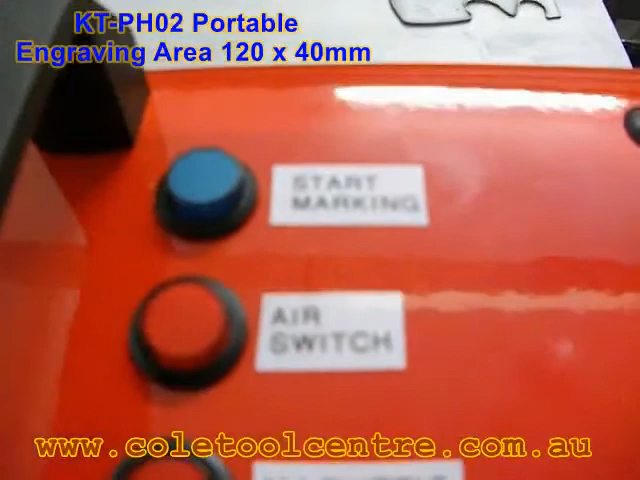 KT-PH02 Portable
Engraving Area 120 x 40mm
START
MARKING
AIR
SWITCH
www.coletoolcentre.com.au